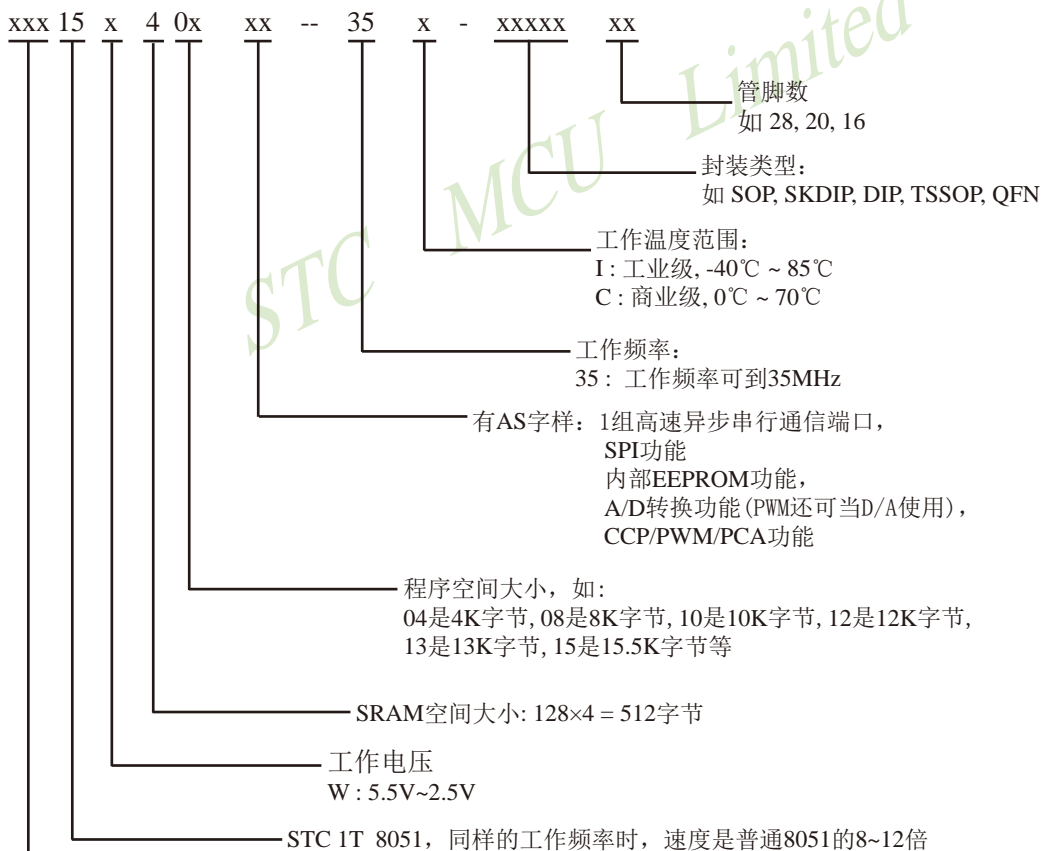 xxx 15 x 4 0x xx -- 35 x - xxxxx xx
管脚数
如 28, 20, 16
封装类型：
如 SOP, SKDIP, DIP, TSSOP, QFN
工作温度范围：
I : 工业级, -40℃ ~ 85℃
C : 商业级, 0℃ ~ 70℃
工作频率：
35 : 工作频率可到35MHz
有AS字样：1组高速异步串行通信端口，
SPI功能
内部EEPROM功能，
A/D转换功能(PWM还可当D/A使用)，
CCP/PWM/PCA功能
程序空间大小，如:
04是4K字节, 08是8K字节, 10是10K字节, 12是12K字节,
13是13K字节, 15是15.5K字节等
SRAM空间大小: 128×4 = 512字节
工作电压
W : 5.5V~2.5V
STC 1T 8051，同样的工作频率时，速度是普通8051的8~12倍
STC MCU Limited